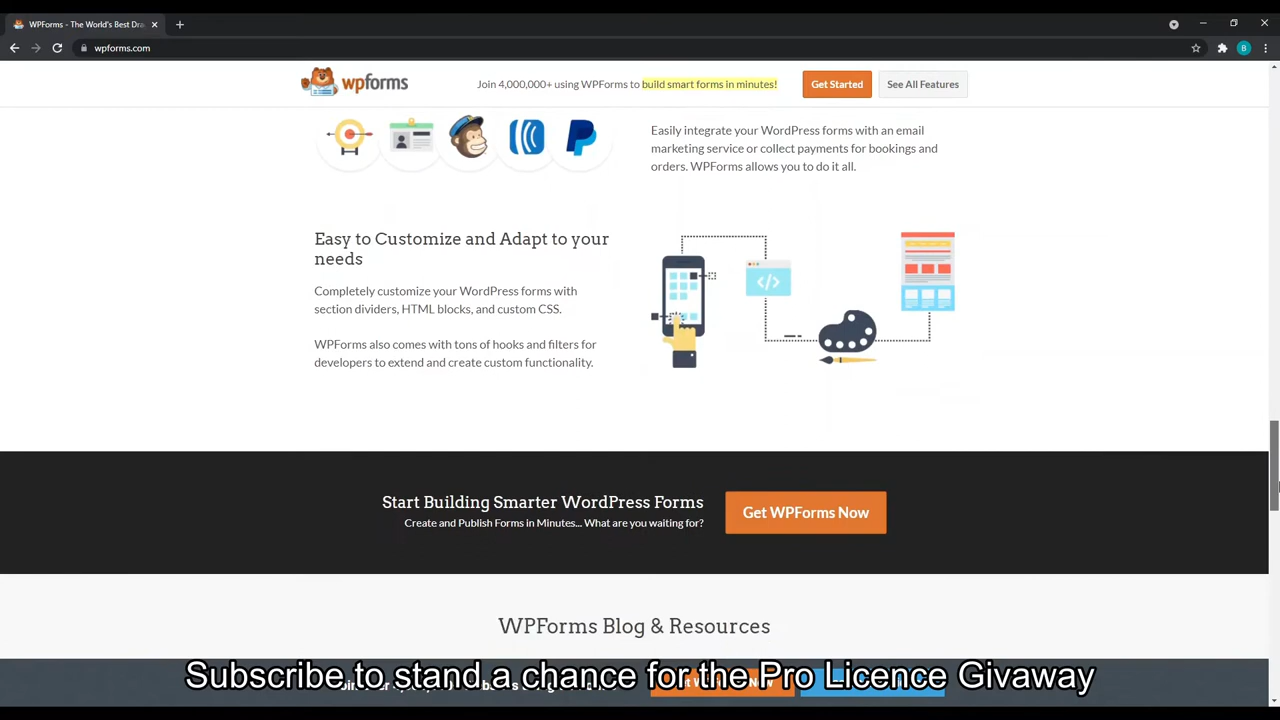 WPForms - The World's Best Dra
wpforms.com
B
wpforms
Join 4,000,000+ using WPForms to build smart forms in minutes!
Get Started
See All Features
Easily integrate your WordPress forms with an email
marketing service or collect payments for bookings and
orders. WPForms allows you to do it all.
Easy to Customize and Adapt to your
needs
Completely customize your WordPress forms with
section dividers, HTML blocks, and custom CSS.
WPForms also comes with tons of hooks and filters for
developers to extend and create custom functionality.
Start Building Smarter WordPress Forms
Create and Publish Forms in Minutes... What are you waiting for?
Get WPForms Now
WPForms Blog & Resources
Subscribe to stand a chance for the Pro Licence Givaway